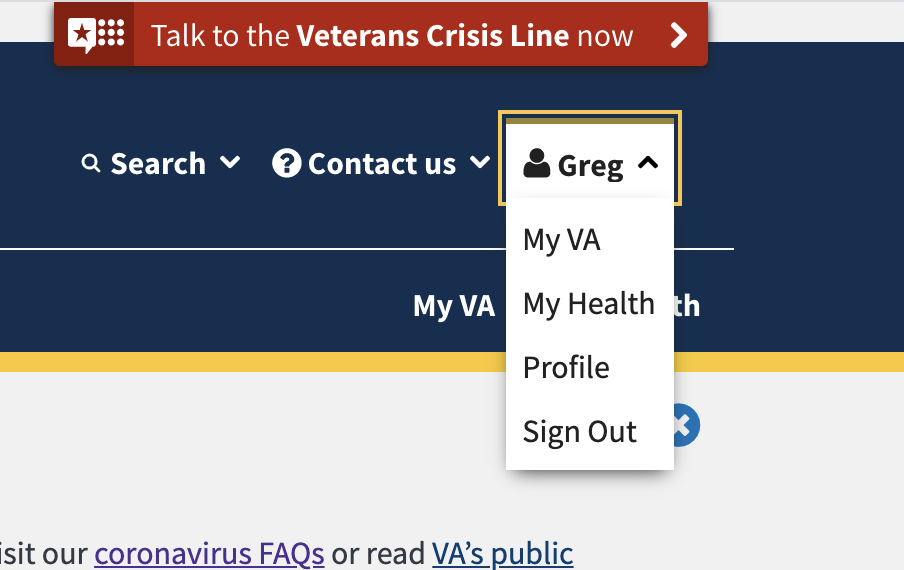 Talk to the Veterans Crisis Line now
Search
Contact us
Greg
My VA
My Health
Profile
Sign Out
My VA
visit our coronavirus FAQs or read VA's public